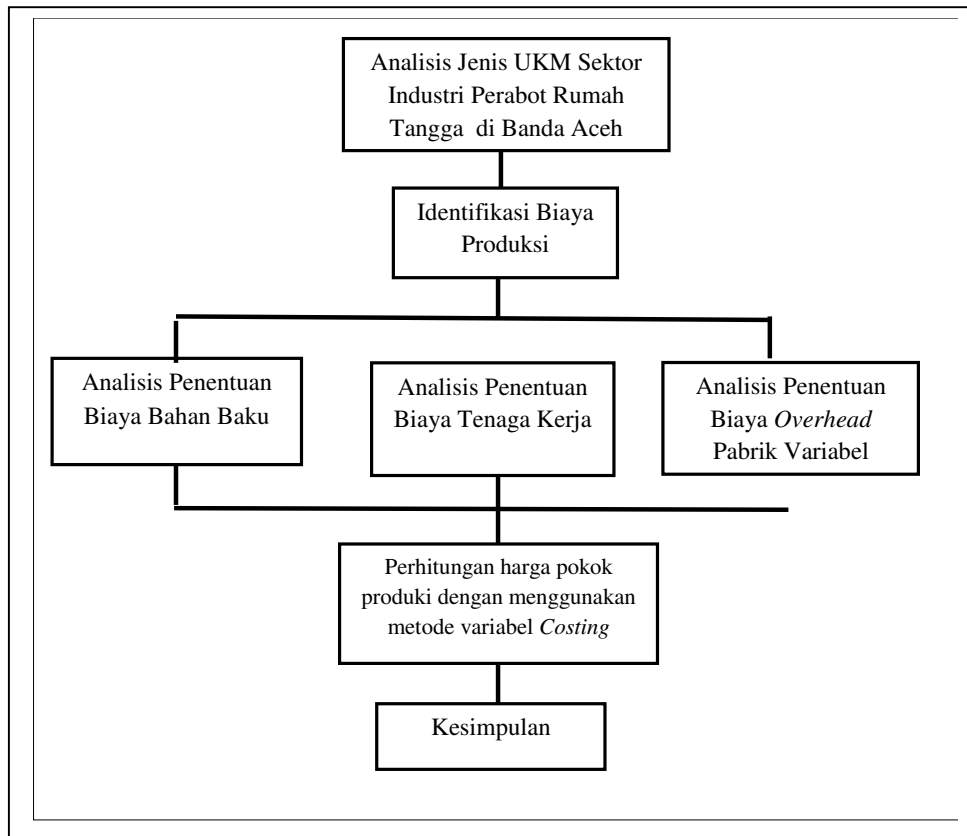 Analisis Jenis UKM Sektor
Industri Perabot Rumah
Tangga di Banda Aceh
Identifikasi Biaya
Produksi
Analisis Penentuan
Biaya Bahan Baku
Analisis Penentuan
Biaya Tenaga Kerja
Analisis Penentuan
Biaya Overhead
Pabrik Variabel
Perhitungan harga pokok
produki dengan menggunakan
metode variabel Costing
Kesimpulan